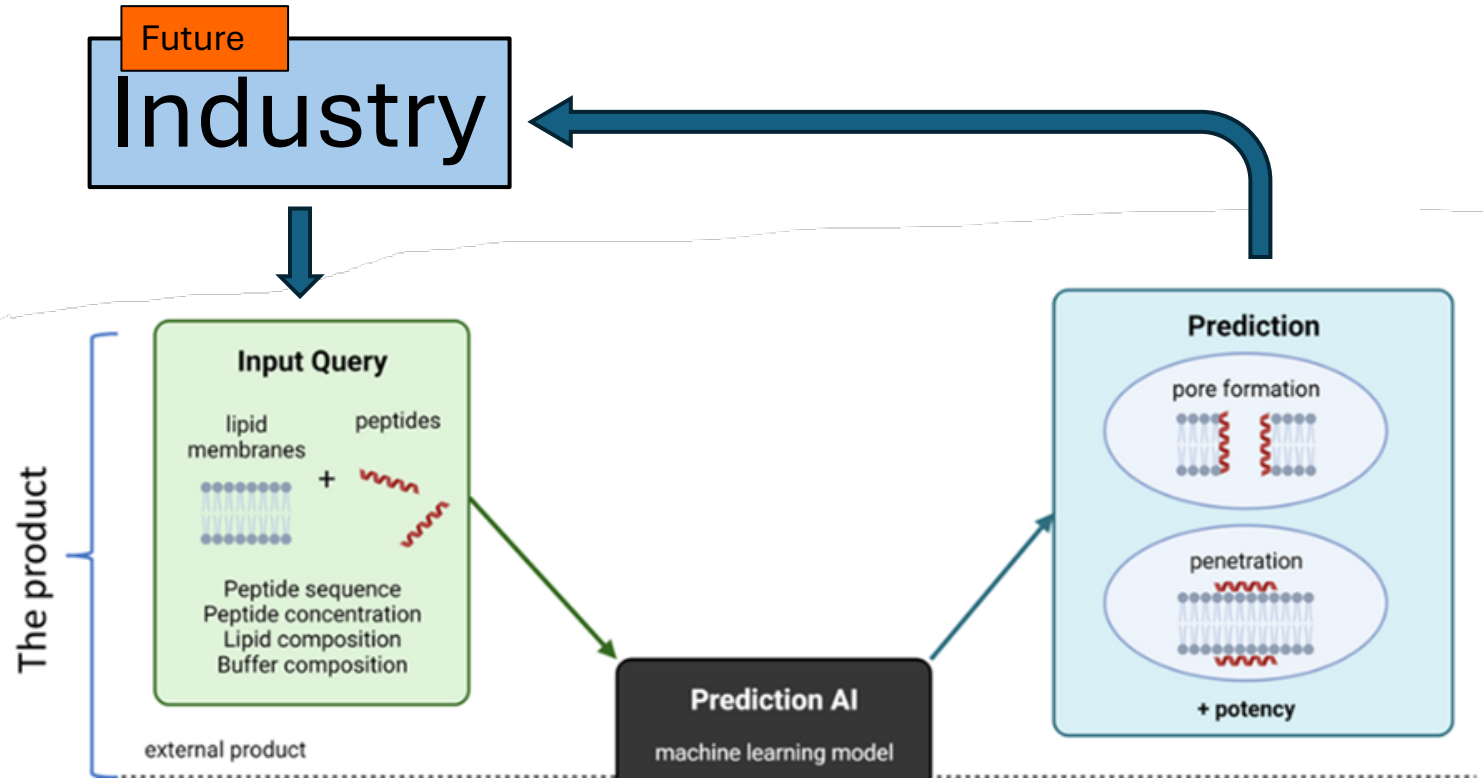 Future
Industry
The product
Input Query
lipid
membranes
+
peptides
Peptide sequence
Peptide concentration
Lipid composition
Buffer composition
external product
Prediction AI
machine learning model
Prediction
pore formation
penetration
+ potency